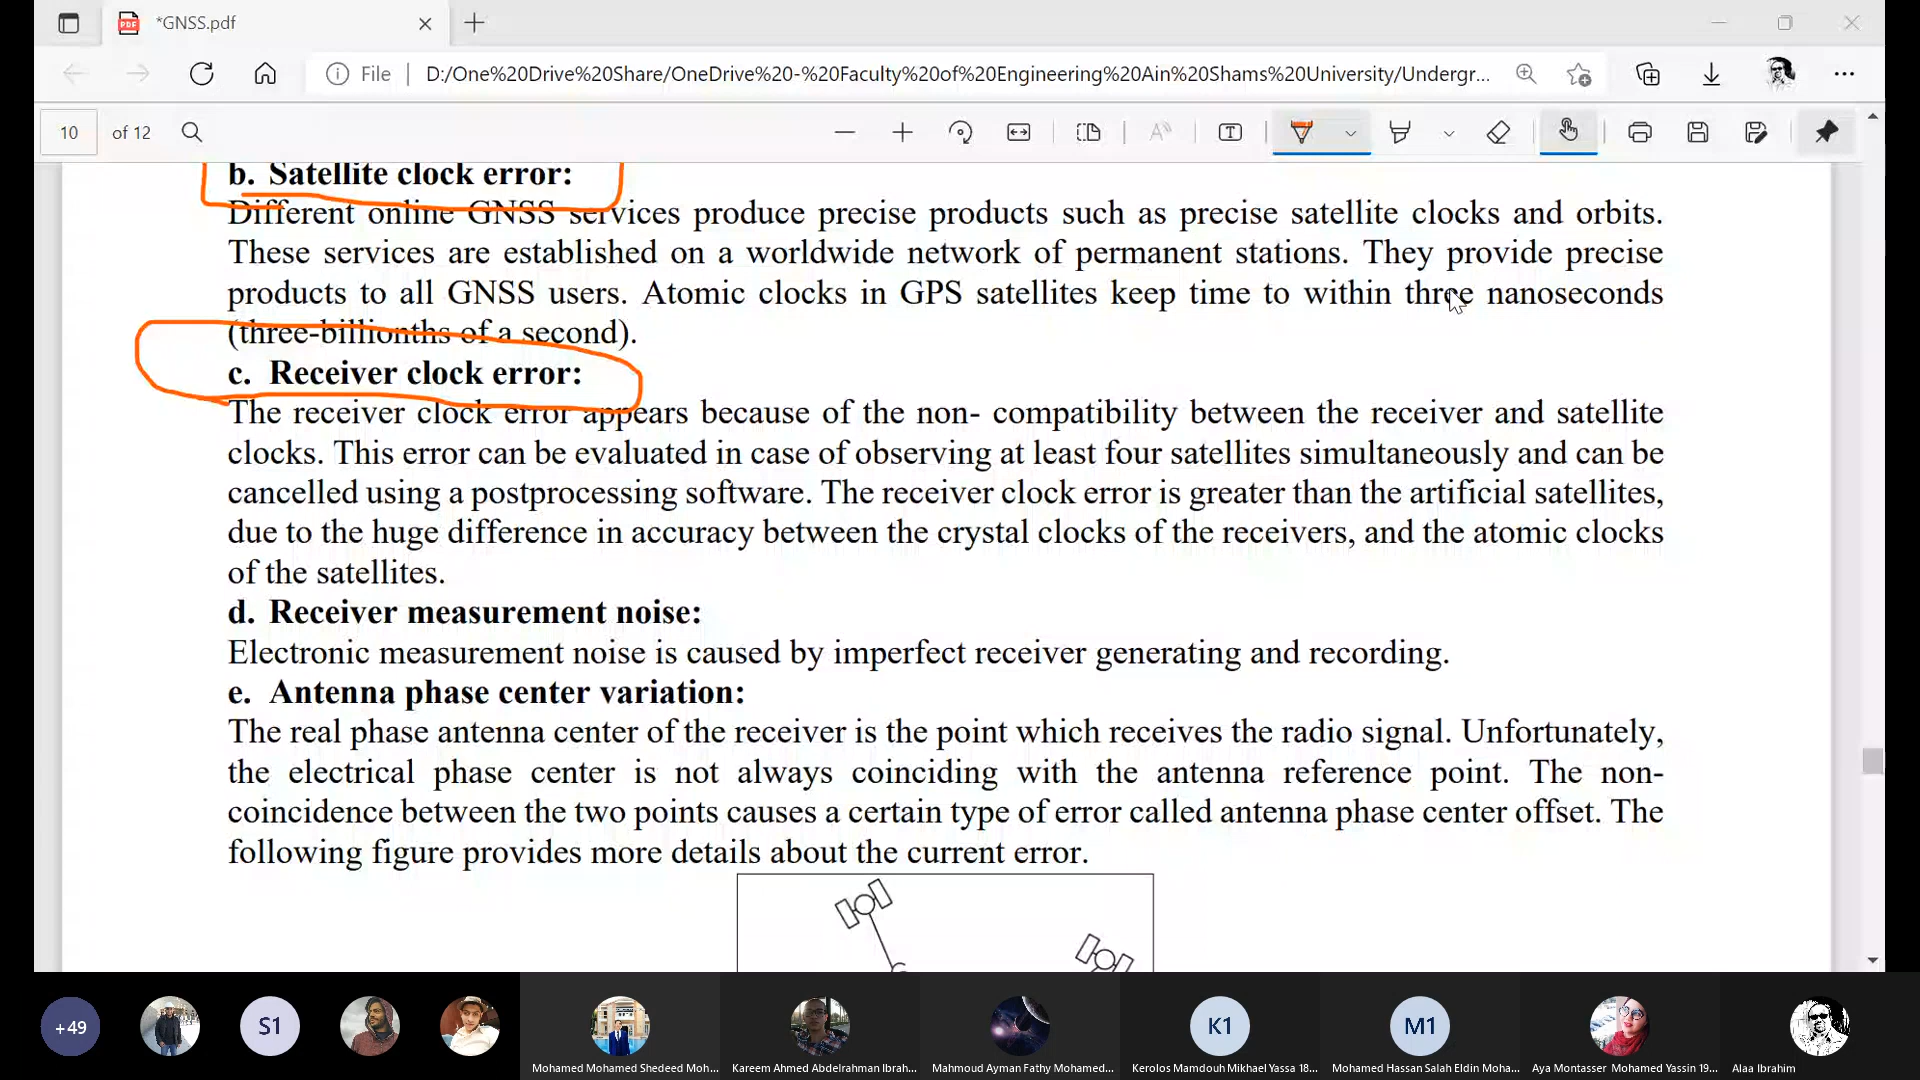 *GNSS.pdf
File
D:/One%20Drive%20Share/OneDrive%20-%20Faculty%20of%20Engineering%20Ain%20Shams%20University/Undergr...
10 of 12
b. Satellite clock error:
Different online GNSS services produce precise products such as precise satellite clocks and orbits.
These services are established on a worldwide network of permanent stations. They provide precise
products to all GNSS users. Atomic clocks in GPS satellites keep time to within three nanoseconds
(three-billionths of a second).
c. Receiver clock error:
The receiver clock error appears because of the non- compatibility between the receiver and satellite
clocks. This error can be evaluated in case of observing at least four satellites simultaneously and can be
cancelled using a postprocessing software. The receiver clock error is greater than the artificial satellites,
due to the huge difference in accuracy between the crystal clocks of the receivers, and the atomic clocks
of the satellites.
d. Receiver measurement noise:
Electronic measurement noise is caused by imperfect receiver generating and recording.
e. Antenna phase center variation:
The real phase antenna center of the receiver is the point which receives the radio signal. Unfortunately,
the electrical phase center is not always coinciding with the antenna reference point. The non-
coincidence between the two points causes a certain type of error called antenna phase center offset. The
following figure provides more details about the current error.
+49
S1
K1
M1
Mohamed Mohamed Shedeed Moh...
Kareem Ahmed Abdelrahman Ibrah...
Mahmoud Ayman Fathy Mohamed...
Kerolos Mamdouh Mikhael Yassa 18...
Mohamed Hassan Salah Eldin Moha...
Aya Montasser Mohamed Yassin 19...
Alaa Ibrahim